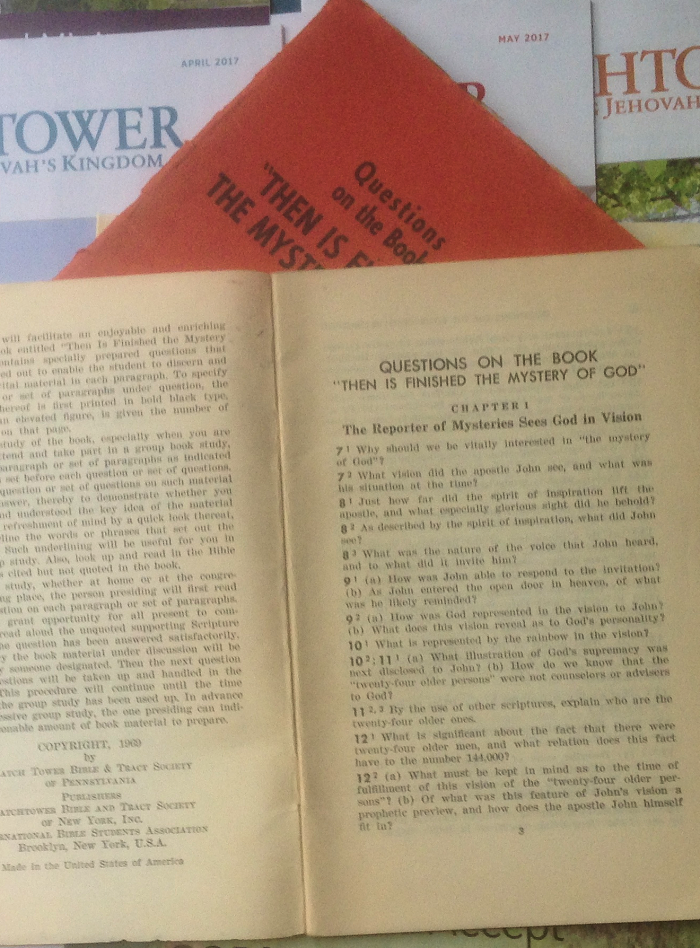 APRIL 2017
TOWER
VAH'S KINGDOM
MAY 2017
HTO
JEHOVAH
Questions
on the Book
"THEN IS F
THE MYST
will facilitate an enjoyable and enriching
ok entitled "Then Is Finished the Mystery
ontains specially prepared questions that
ed out to enable the student to discern and
ital material in each paragraph. To specify
or set of paragraphs under question, the
hereof is first printed in bold black type,
an elevated figure, is given the number of
on that page.
study of the book, especially when you are
tend and take part in a group book study,
paragraph or set of paragraphs as indicated
set before each question or set of questions.
question or set of questions on such material
swer, thereby to demonstrate whether you
nd understood the key idea of the material
refreshment of mind by a quick look thereat,
line the words or phrases that set out the
Such underlining will be useful for you in
p study. Also, look up and read in the Bible
s cited but not quoted in the book.
study, whether at home or at the congre-
ng place, the person presiding will first read
stion on each paragraph or set of paragraphs.
grant opportunity for all present to com-
read aloud the unquoted supporting Scripture
he question has been answered satisfactorily.
y the book material under discussion will be
y someone designated. Then the next question
estions will be taken up and handled in the
This procedure will continue until the time
the group study has been used up. In advance
essive group study, the one presiding can indi-
onable amount of book material to prepare.
COPYRIGHT, 1969
by
ATCH TOWER BIBLE & TRACT SOCIETY
OF PENNSYLVANIA
PUBLISHERS
ATCHTOWER BIBLE AND TRACT SOCIETY
OF NEW YORK, INC.
RNATIONAL BIBLE STUDENTS ASSOCIATION
Brooklyn, New York, U.S.A.
Made in the United States of America
QUESTIONS ON THE BOOK
"THEN IS FINISHED THE MYSTERY OF GOD"
CHAPTER 1
The Reporter of Mysteries Sees God in Vision
7¹ Why should we be vitally interested in "the mystery
of God"?
7² What vision did the apostle John see, and what was
his situation at the time?
8¹ Just how far did the spirit of inspiration lift the
apostle, and what especially glorious sight did he behold?
8² As described by the spirit of inspiration, what did John
see?
8³ What was the nature of the voice that John heard,
and to what did it invite him?
9¹ (a) How was John able to respond to the invitation?
(b) As John entered the open door in heaven, of what
was he likely reminded?
9² (a) How was God represented in the vision to John?
(b) What does this vision reveal as to God's personality?
10¹ What is represented by the rainbow in the vision?
10²; 11¹ (a) What illustration of God's supremacy was
next disclosed to John? (b) How do we know that the
"twenty-four older persons" were not counselors or advisers
to God?
11²,³ By the use of other scriptures, explain who are the
twenty-four older ones.
12¹ What is significant about the fact that there were
twenty-four older men, and what relation does this fact
have to the number 144,000?
12² (a) What must be kept in mind as to the time of
fulfillment of this vision of the "twenty-four older per-
sons"? (b) Of what was this feature of John's vision a
prophetic preview, and how does the apostle John himself
fit in?
3